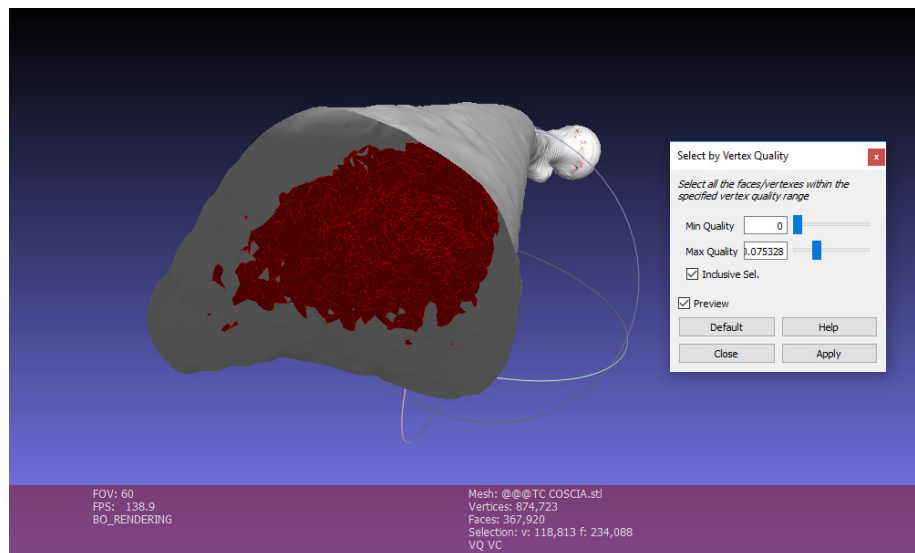 Select by Vertex Quality
x
Select all the faces/vertexes within the
specified vertex quality range
Min Quality 0
Max Quality 0.075328
Inclusive Sel.
Preview
Default Help
Close Apply
FOV: 60
FPS: 138.9
BO_RENDERING
Mesh: @@@TC COSCIA.stl
Vertices: 874,723
Faces: 367,920
Selection: v: 118,813 f: 234,088
VQ VC